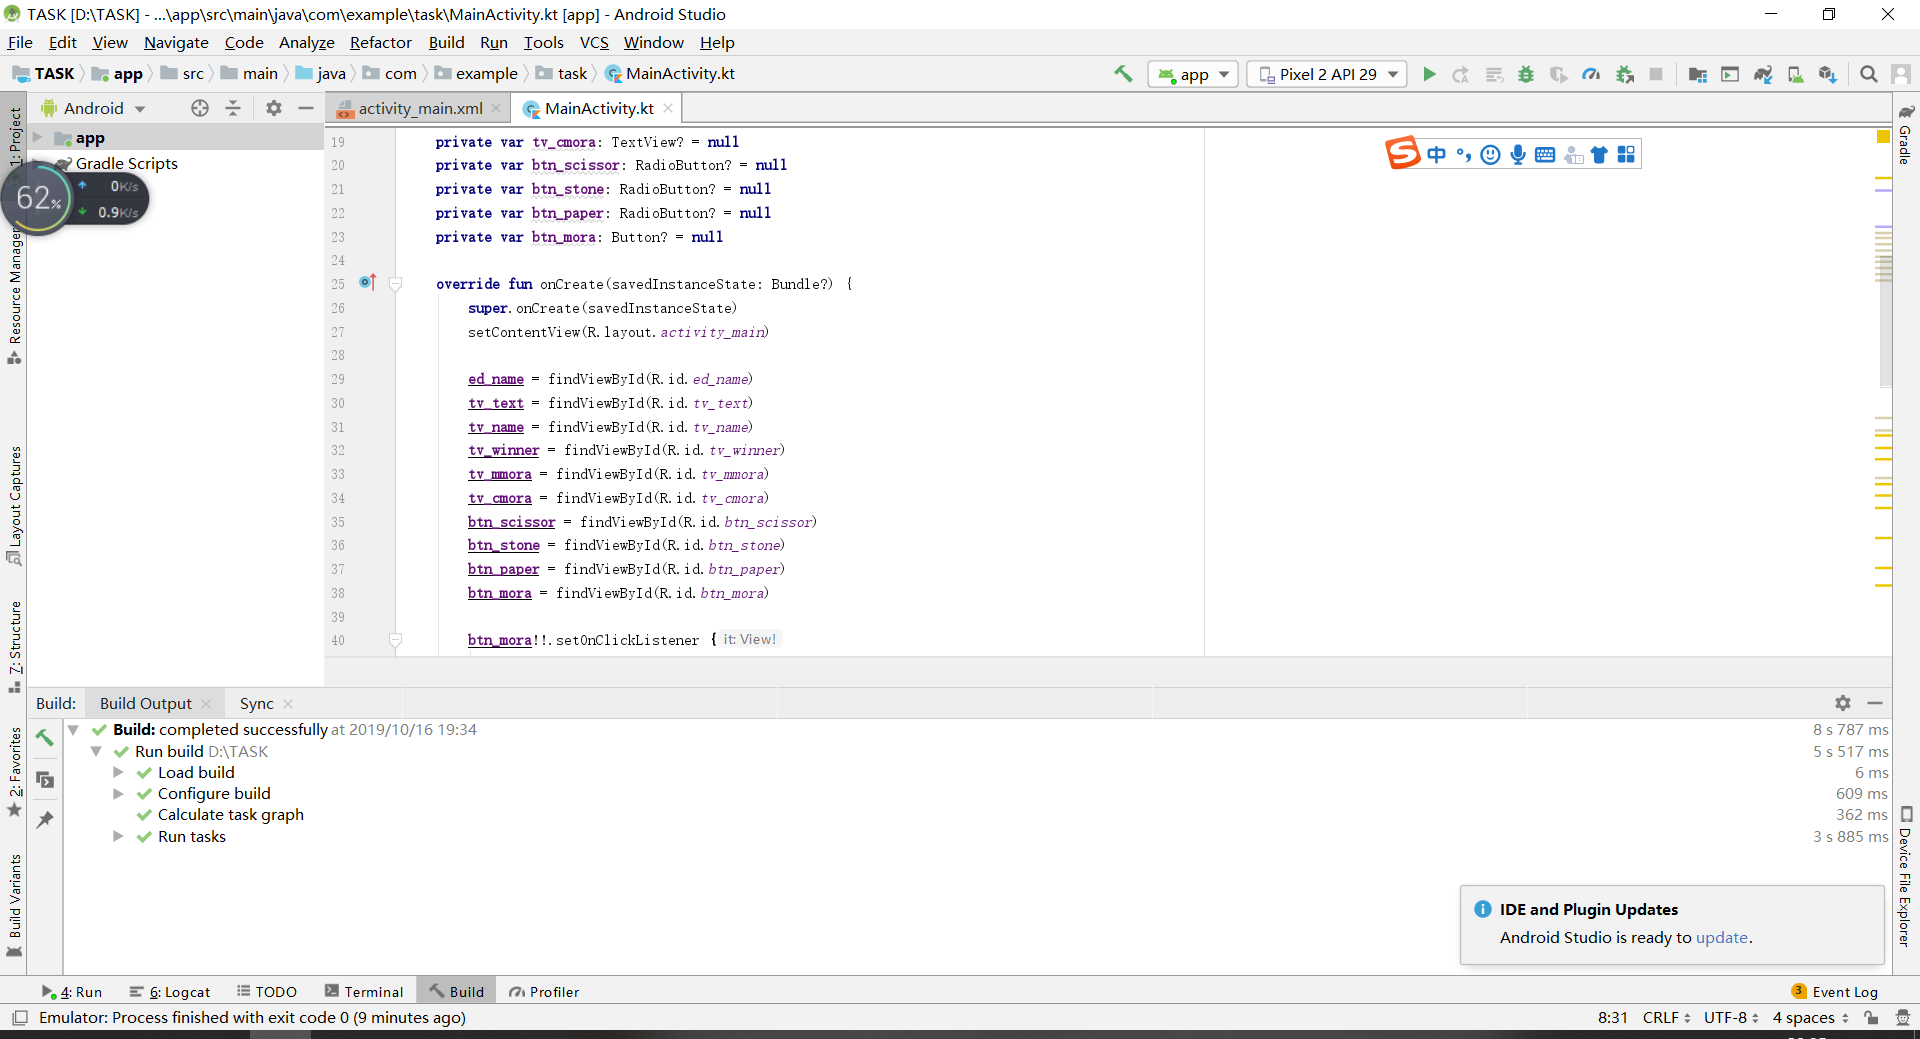 TASK [D:\TASK] - ...\app\src\main\java\com\example\task\MainActivity.kt [app] - Android Studio
File Edit View Navigate Code Analyze Refactor Build Run Tools VCS Window Help
TASK app src main java com example task MainActivity.kt app Pixel 2 API 29
Android
activity_main.xml
MainActivity.kt
1: Project
app
Gradle Scripts
62%
0K/s
0.9K/s
Resource Manager
Layout Captures
7: Structure
2: Favorites
Build Variants
19 private var tv_cmora: TextView? = null
20 private var btn_scissor: RadioButton? = null
21 private var btn_stone: RadioButton? = null
22 private var btn_paper: RadioButton? = null
23 private var btn_mora: Button? = null
24
25 override fun onCreate(savedInstanceState: Bundle?) {
26 super.onCreate(savedInstanceState)
27 setContentView(R.layout.activity_main)
28
29 ed_name = findViewById(R.id.ed_name)
30 tv_text = findViewById(R.id.tv_text)
31 tv_name = findViewById(R.id.tv_name)
32 tv_winner = findViewById(R.id.tv_winner)
33 tv_mmora = findViewById(R.id.tv_mmora)
34 tv_cmora = findViewById(R.id.tv_cmora)
35 btn_scissor = findViewById(R.id.btn_scissor)
36 btn_stone = findViewById(R.id.btn_stone)
37 btn_paper = findViewById(R.id.btn_paper)
38 btn_mora = findViewById(R.id.btn_mora)
39
40 btn_mora!!.setOnClickListener { it: View!
中
Gradle
Device File Explorer
Build: Build Output Sync
Build: completed successfully at 2019/10/16 19:34 8 s 787 ms
Run build D:\TASK 5 s 517 ms
Load build 6 ms
Configure build 609 ms
Calculate task graph 362 ms
Run tasks 3 s 885 ms
IDE and Plugin Updates
Android Studio is ready to update.
4: Run 6: Logcat TODO Terminal Build Profiler 3 Event Log
Emulator: Process finished with exit code 0 (9 minutes ago) 8:31 CRLF UTF-8 4 spaces